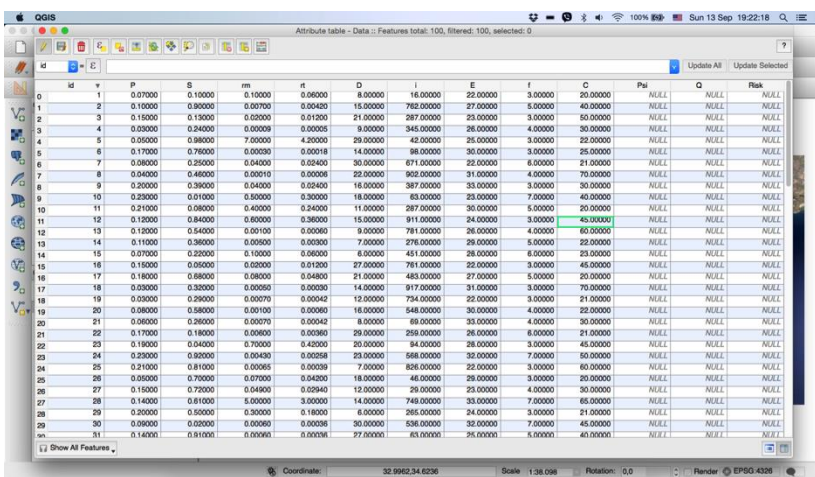 QGIS 100% Sun 13 Sep 19:22:18
Attribute table - Data :: Features total: 100, filtered: 100, selected: 0
?
id = ε Update All Update Selected
id P S rm rt D i E f C Psi Q Risk
0 1 0.07000 0.10000 0.10000 0.06000 8.00000 16.00000 22.00000 3.00000 20.00000 NULL NULL NULL
1 2 0.10000 0.90000 0.00700 0.00420 15.00000 762.00000 27.00000 5.00000 40.00000 NULL NULL NULL
2 3 0.15000 0.13000 0.02000 0.01200 21.00000 287.00000 23.00000 3.00000 50.00000 NULL NULL NULL
3 4 0.03000 0.24000 0.00009 0.00005 9.00000 345.00000 26.00000 4.00000 30.00000 NULL NULL NULL
4 5 0.05000 0.98000 7.00000 4.20000 29.00000 42.00000 25.00000 3.00000 22.00000 NULL NULL NULL
5 6 0.17000 0.76000 0.00030 0.00018 14.00000 98.00000 30.00000 3.00000 25.00000 NULL NULL NULL
6 7 0.08000 0.25000 0.04000 0.02400 30.00000 671.00000 22.00000 6.00000 21.00000 NULL NULL NULL
7 8 0.04000 0.46000 0.00010 0.00006 22.00000 902.00000 31.00000 4.00000 70.00000 NULL NULL NULL
8 9 0.20000 0.39000 0.04000 0.02400 16.00000 387.00000 33.00000 3.00000 30.00000 NULL NULL NULL
9 10 0.23000 0.01000 0.50000 0.30000 18.00000 63.00000 23.00000 7.00000 40.00000 NULL NULL NULL
10 11 0.21000 0.08000 0.40000 0.24000 11.00000 287.00000 30.00000 5.00000 20.00000 NULL NULL NULL
11 12 0.12000 0.84000 0.60000 0.36000 15.00000 911.00000 24.00000 3.00000 45.00000 NULL NULL NULL
12 13 0.12000 0.54000 0.00100 0.00060 9.00000 781.00000 26.00000 4.00000 60.60000 NULL NULL NULL
13 14 0.11000 0.36000 0.00500 0.00300 7.00000 276.00000 29.00000 5.00000 22.00000 NULL NULL NULL
14 15 0.07000 0.22000 0.10000 0.06000 6.00000 451.00000 28.00000 6.00000 23.00000 NULL NULL NULL
15 16 0.15000 0.05000 0.02000 0.01200 27.00000 761.00000 22.00000 3.00000 45.00000 NULL NULL NULL
16 17 0.18000 0.68000 0.08000 0.04800 21.00000 483.00000 27.00000 5.00000 20.00000 NULL NULL NULL
17 18 0.03000 0.32000 0.00050 0.00030 14.00000 917.00000 31.00000 3.00000 70.00000 NULL NULL NULL
18 19 0.03000 0.29000 0.00070 0.00042 12.00000 734.00000 22.00000 3.00000 21.00000 NULL NULL NULL
19 20 0.08000 0.58000 0.00100 0.00060 16.00000 548.00000 30.00000 4.00000 22.00000 NULL NULL NULL
20 21 0.06000 0.26000 0.00070 0.00042 8.00000 69.00000 33.00000 4.00000 30.00000 NULL NULL NULL
21 22 0.17000 0.18000 0.00600 0.00360 29.00000 259.00000 26.00000 6.00000 21.00000 NULL NULL NULL
22 23 0.19000 0.04000 0.70000 0.42000 20.00000 94.00000 28.00000 3.00000 45.00000 NULL NULL NULL
23 24 0.23000 0.92000 0.00430 0.00258 23.00000 568.00000 32.00000 7.00000 50.00000 NULL NULL NULL
24 25 0.21000 0.81000 0.00065 0.00039 7.00000 826.00000 22.00000 3.00000 60.00000 NULL NULL NULL
25 26 0.05000 0.70000 0.07000 0.04200 18.00000 46.00000 29.00000 3.00000 20.00000 NULL NULL NULL
26 27 0.15000 0.72000 0.04900 0.02940 12.00000 29.00000 23.00000 4.00000 30.00000 NULL NULL NULL
27 28 0.14000 0.61000 5.00000 3.00000 14.00000 749.00000 33.00000 7.00000 65.00000 NULL NULL NULL
28 29 0.20000 0.50000 0.30000 0.18000 6.00000 265.00000 24.00000 3.00000 21.00000 NULL NULL NULL
29 30 0.09000 0.02000 0.00060 0.00036 30.00000 536.00000 32.00000 7.00000 45.00000 NULL NULL NULL
30 31 0.14000 0.91000 0.00060 0.00036 27.00000 63.00000 25.00000 5.00000 40.00000 NULL NULL NULL
Show All Features
Coordinate: 32.9962,34.6236 Scale 1:38.098 Rotation: 0,0 Render EPSG:4326